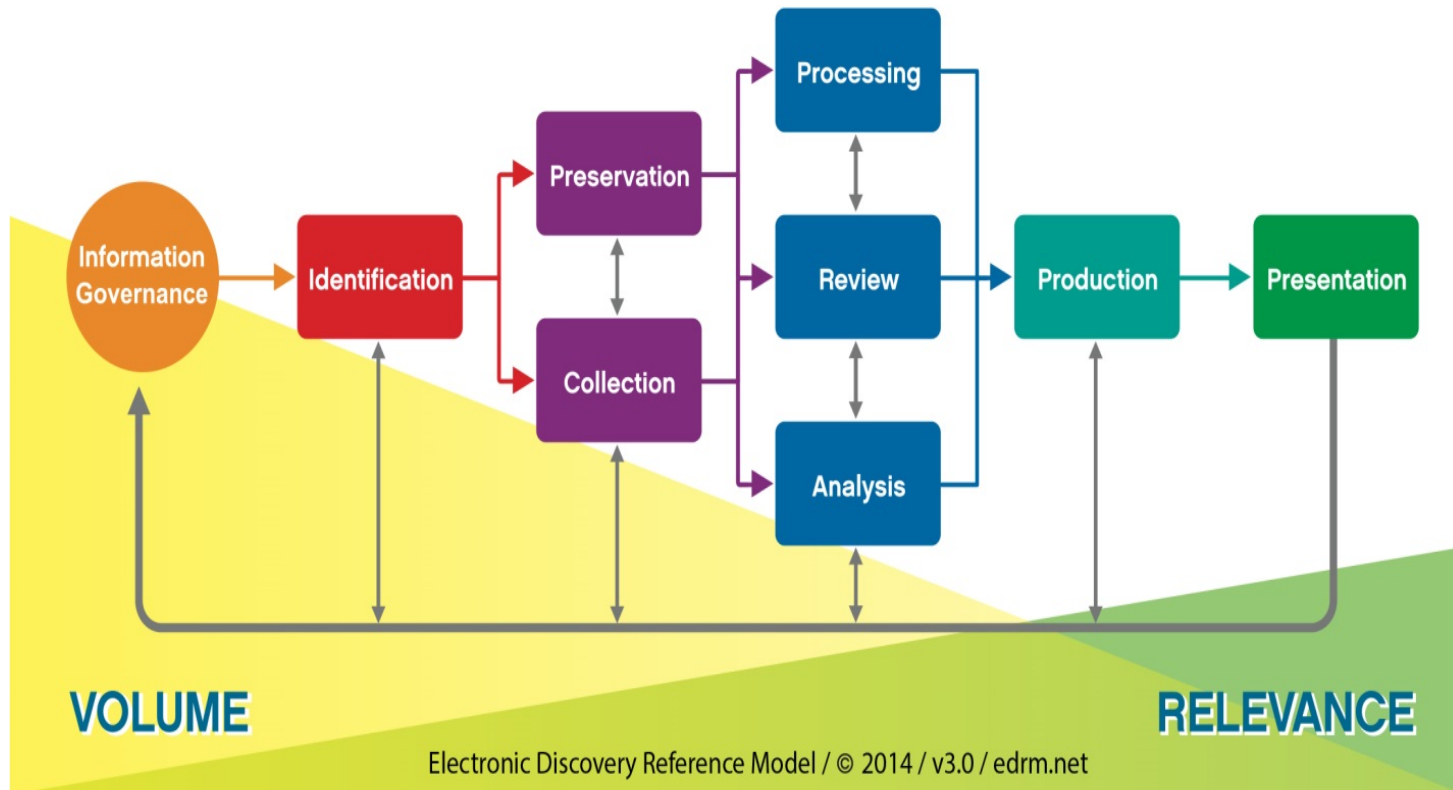 Information
Governance
Identification
Preservation
Collection
Processing
Review
Analysis
Production
Presentation
VOLUME
RELEVANCE
Electronic Discovery Reference Model / © 2014 / v3.0 / edrm.net